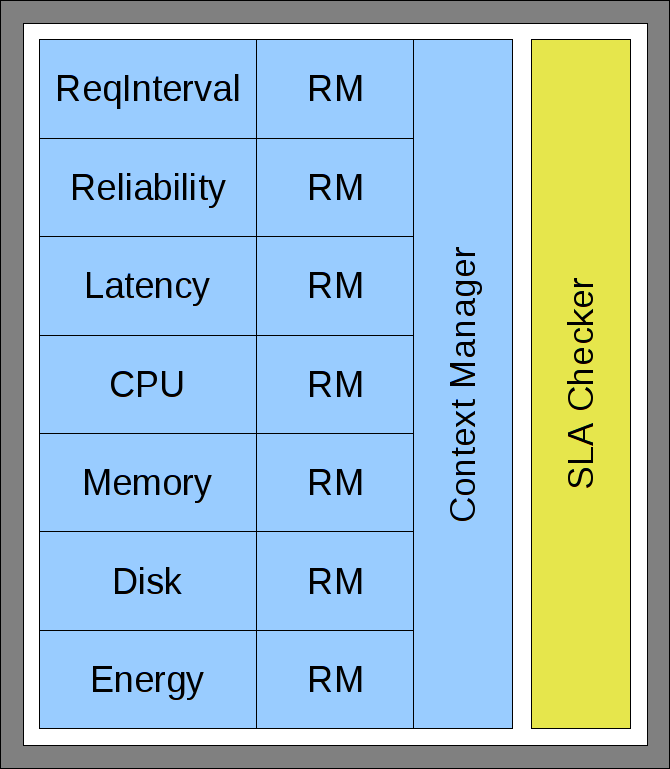 ReqInterval RM
Reliability RM
Latency RM
CPU RM
Memory RM
Disk RM
Energy RM
Context Manager
SLA Checker